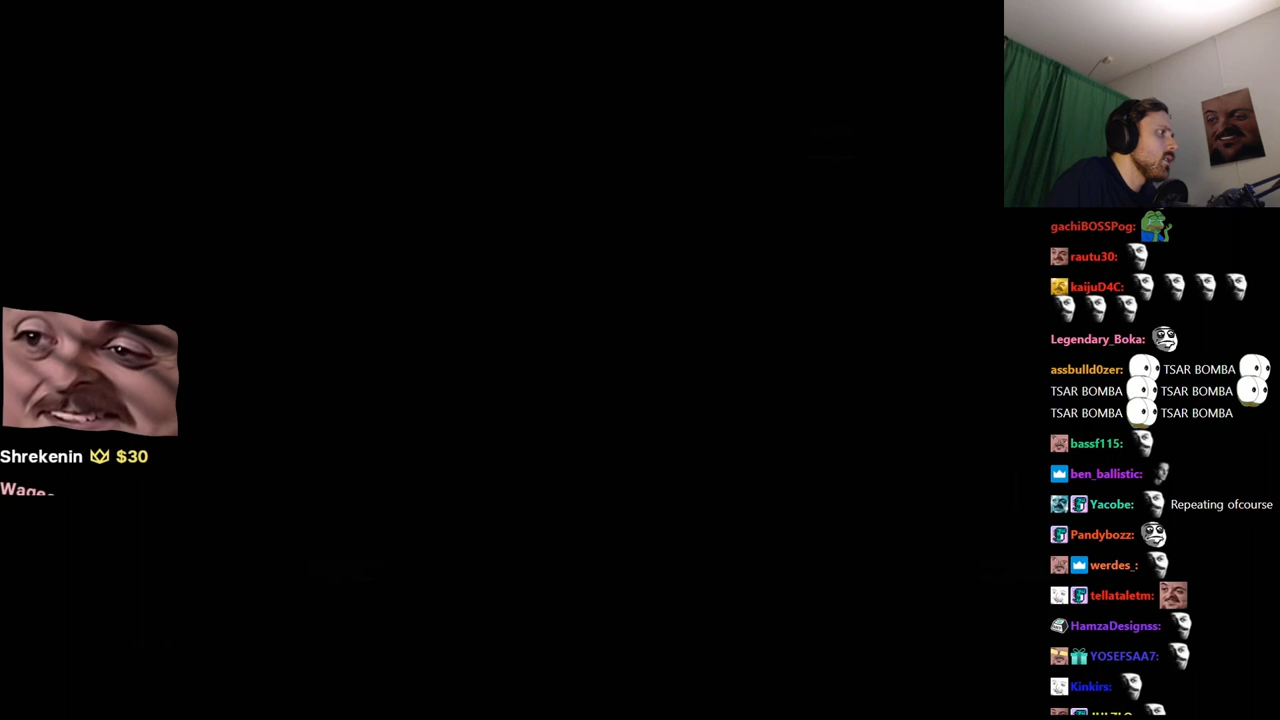 Shrekenin $30
gachiBOSSPog:
rautu30:
kaijuD4C:
Legendary_Boka:
assbulld0zer: TSAR BOMBA
TSAR BOMBA TSAR BOMBA
TSAR BOMBA TSAR BOMBA
bassf115:
ben_ballistic:
Yacobe: Repeating ofcourse
Pandybozz:
werdes_:
tellataletm:
HamzaDesignss:
YOSEFSAA7:
Kinkirs: